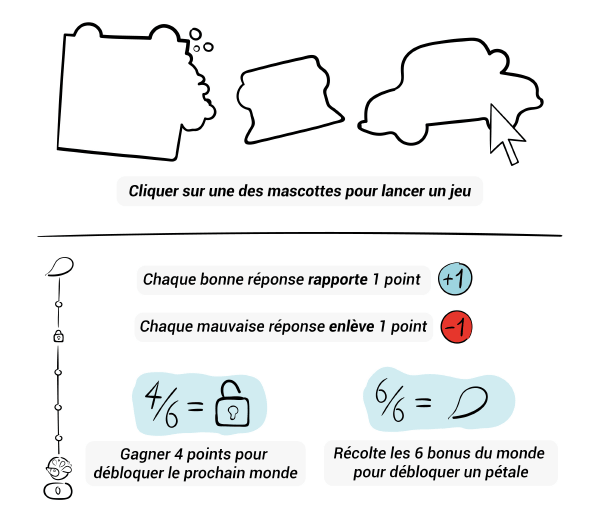 Cliquer sur une des mascottes pour lancer un jeu
Chaque bonne réponse rapporte 1 point +1
Chaque mauvaise réponse enlève 1 point -1
4/6 =
6/6 =
Gagner 4 points pour
débloquer le prochain monde
Récolte les 6 bonus du monde
pour débloquer un pétale
0